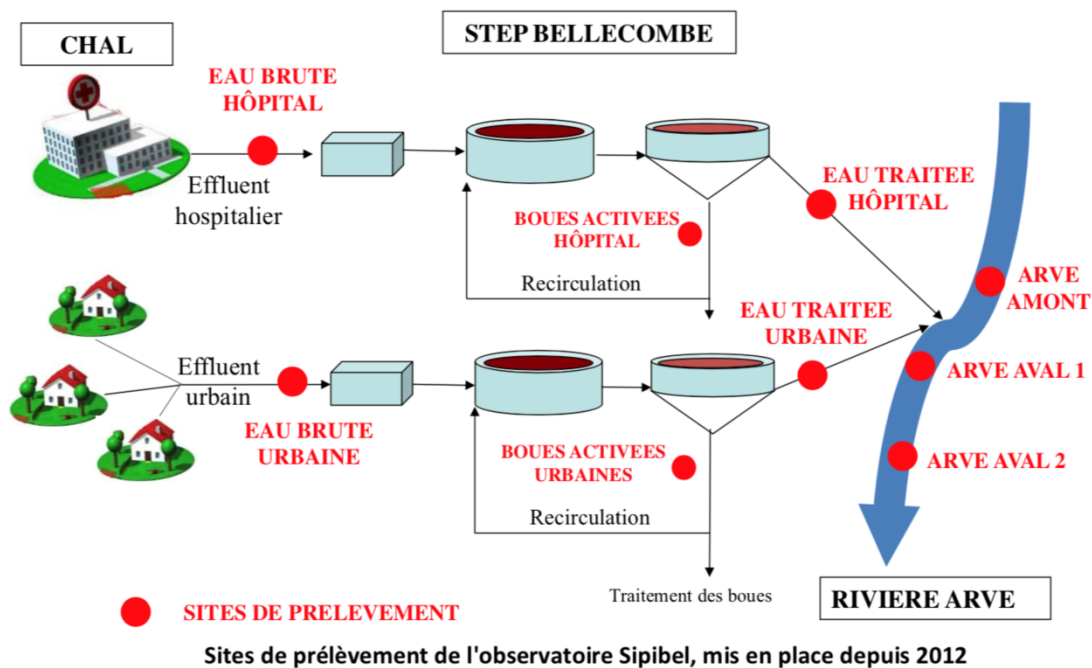 CHAL
STEP BELLECOMBE
EAU BRUTE
HÔPITAL
Effluent
hospitalier
BOUES ACTIVEES
HÔPITAL
Recirculation
EAU TRAITEE
HÔPITAL
ARVE
AMONT
EAU TRAITEE
URBAINE
Effluent
urbain
EAU BRUTE
URBAINE
BOUES ACTIVEES
URBAINES
Recirculation
ARVE AVAL 1
ARVE AVAL 2
Traitement des boues
RIVIERE ARVE
SITES DE PRELEVEMENT
Sites de prélèvement de l'observatoire Sipibel, mis en place depuis 2012